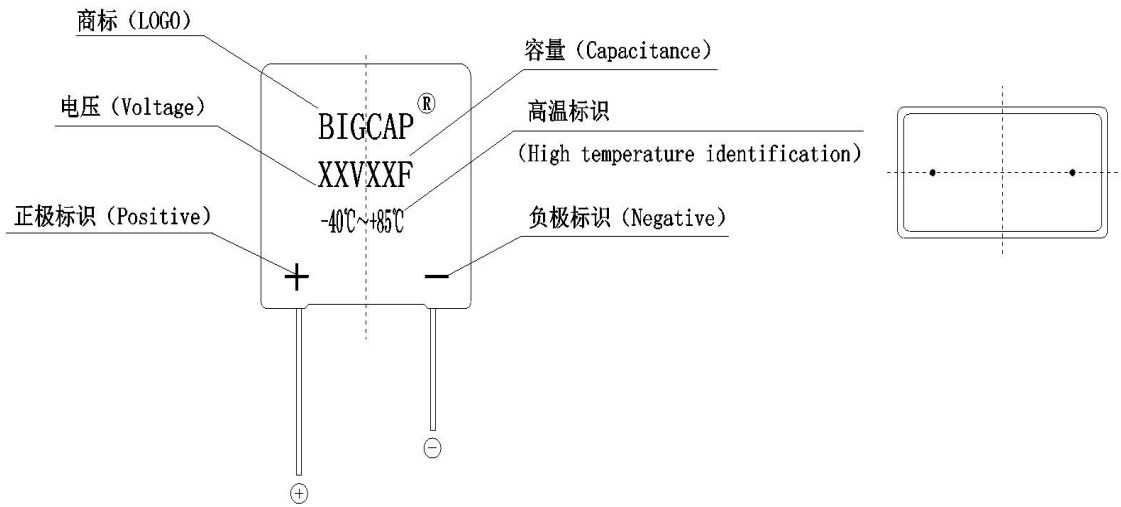 商标（LOGO）
容量（Capacitance）
电压（Voltage）
BIGCAP®
高温标识
（High temperature identification）
XXVXXF
-40℃~+85℃
正极标识（Positive）
负极标识（Negative）
+ −
−
+